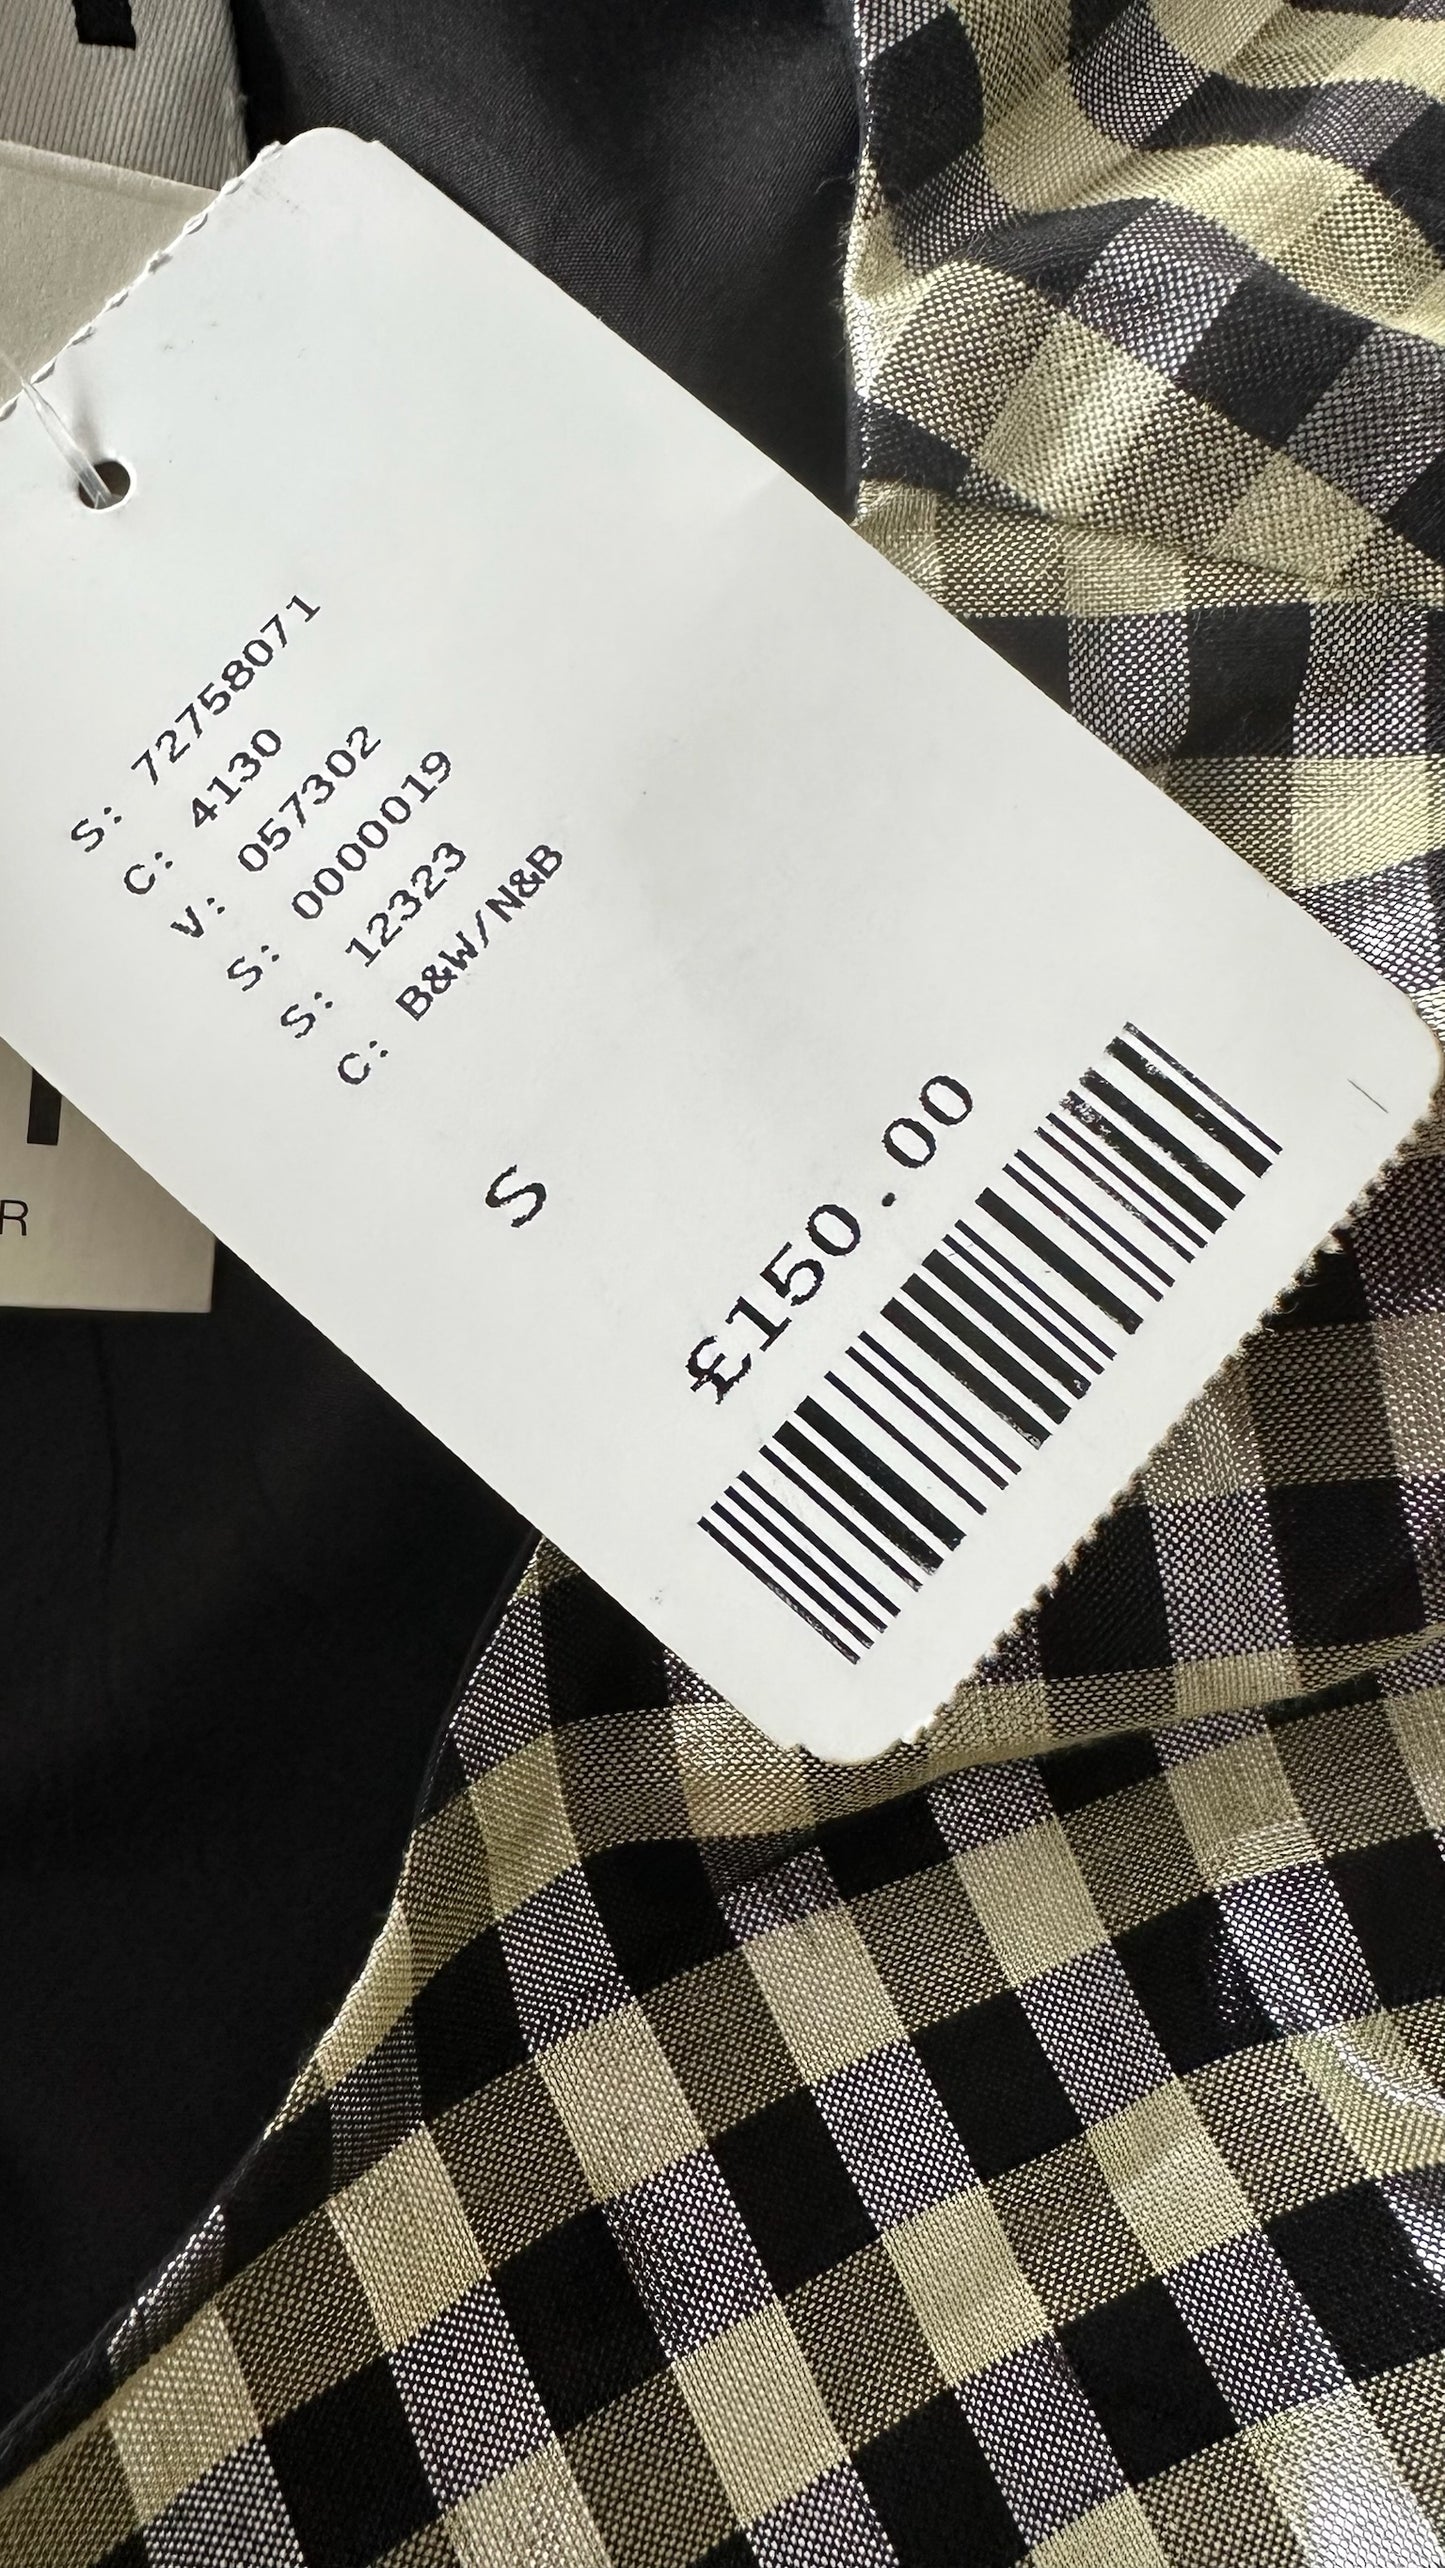 S: 72758071
C: 4130
V: 057302
S: 0000019
S: 12323
C: B&W/N&B
S
£150.00
R